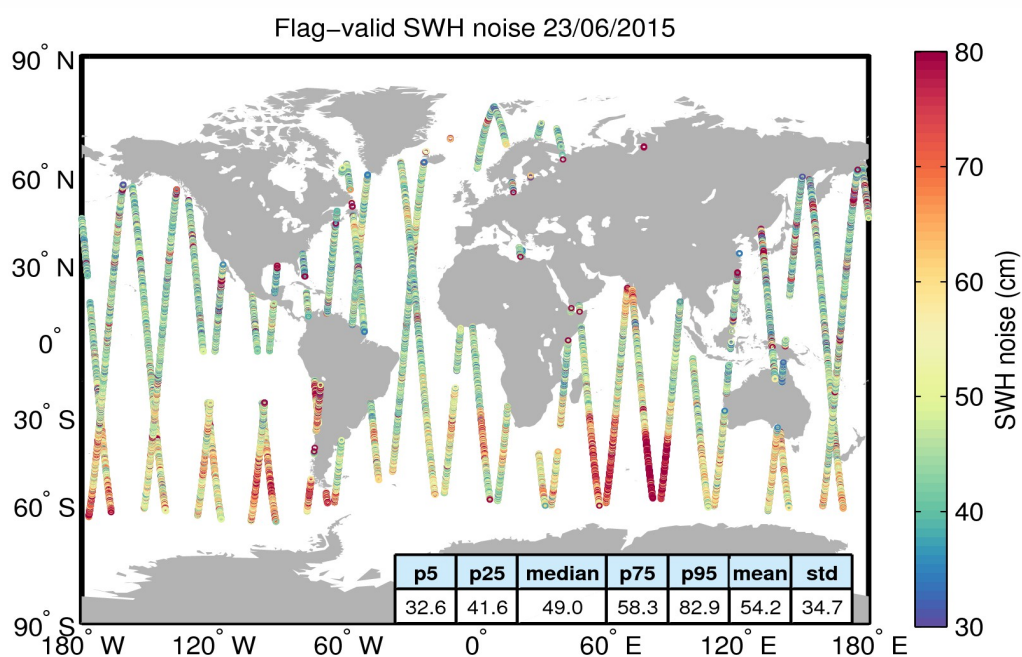 Flag−valid SWH noise 23/06/2015
90° N
60° N
30° N
0°
30° S
60° S
90° S
180° W
120° W
60° W
0°
60° E
120° E
180° E
80
70
60
50
40
30
SWH noise (cm)
p5 p25 median p75 p95 mean std
32.6 41.6 49.0 58.3 82.9 54.2 34.7